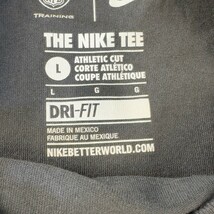 TRAINING
THE NIKE TEE
L
ATHLETIC CUT
CORTE ATLÉTICO
COUPE ATHLÉTIQUE
L G G
DRI-FIT
MADE IN MEXICO
FABRIQUÉ AU MEXIQUE
NIKEBETTERWORLD.COM